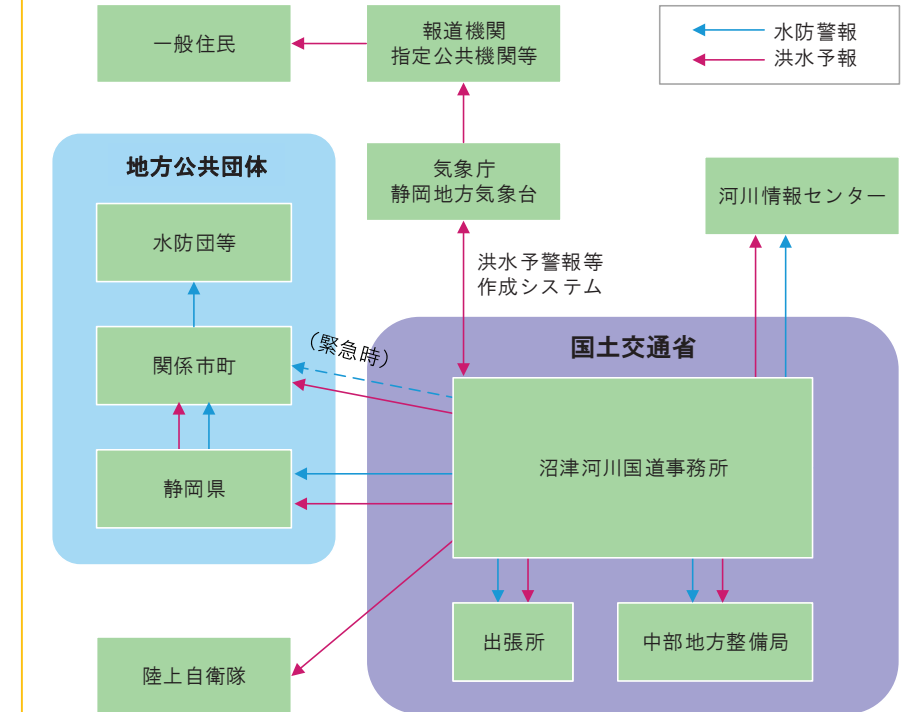 一般住民
報道機関
指定公共機関等
水防警報
洪水予報
地方公共団体
気象庁
静岡地方気象台
河川情報センター
水防団等
洪水予警報等
作成システム
(緊急時)
国土交通省
関係市町
沼津河川国道事務所
静岡県
出張所
中部地方整備局
陸上自衛隊